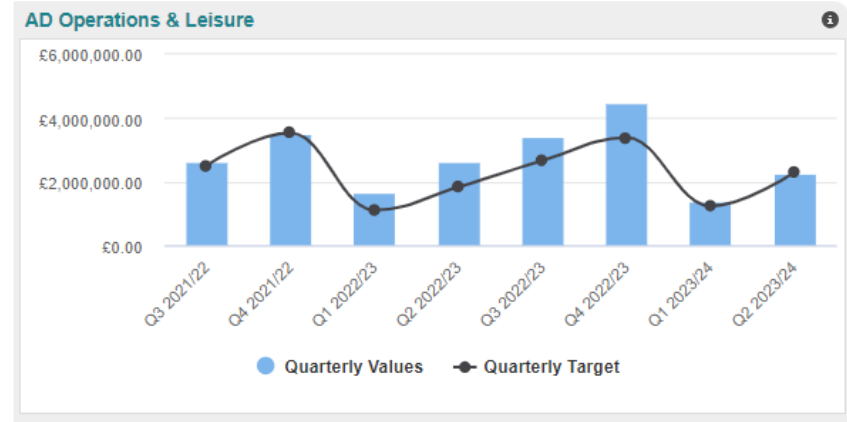 AD Operations & Leisure
£6,000,000.00
£4,000,000.00
£2,000,000.00
£0.00
Q3 2021/22
Q4 2021/22
Q1 2022/23
Q2 2022/23
Q3 2022/23
Q4 2022/23
Q1 2023/24
Q2 2023/24
Quarterly Values
Quarterly Target